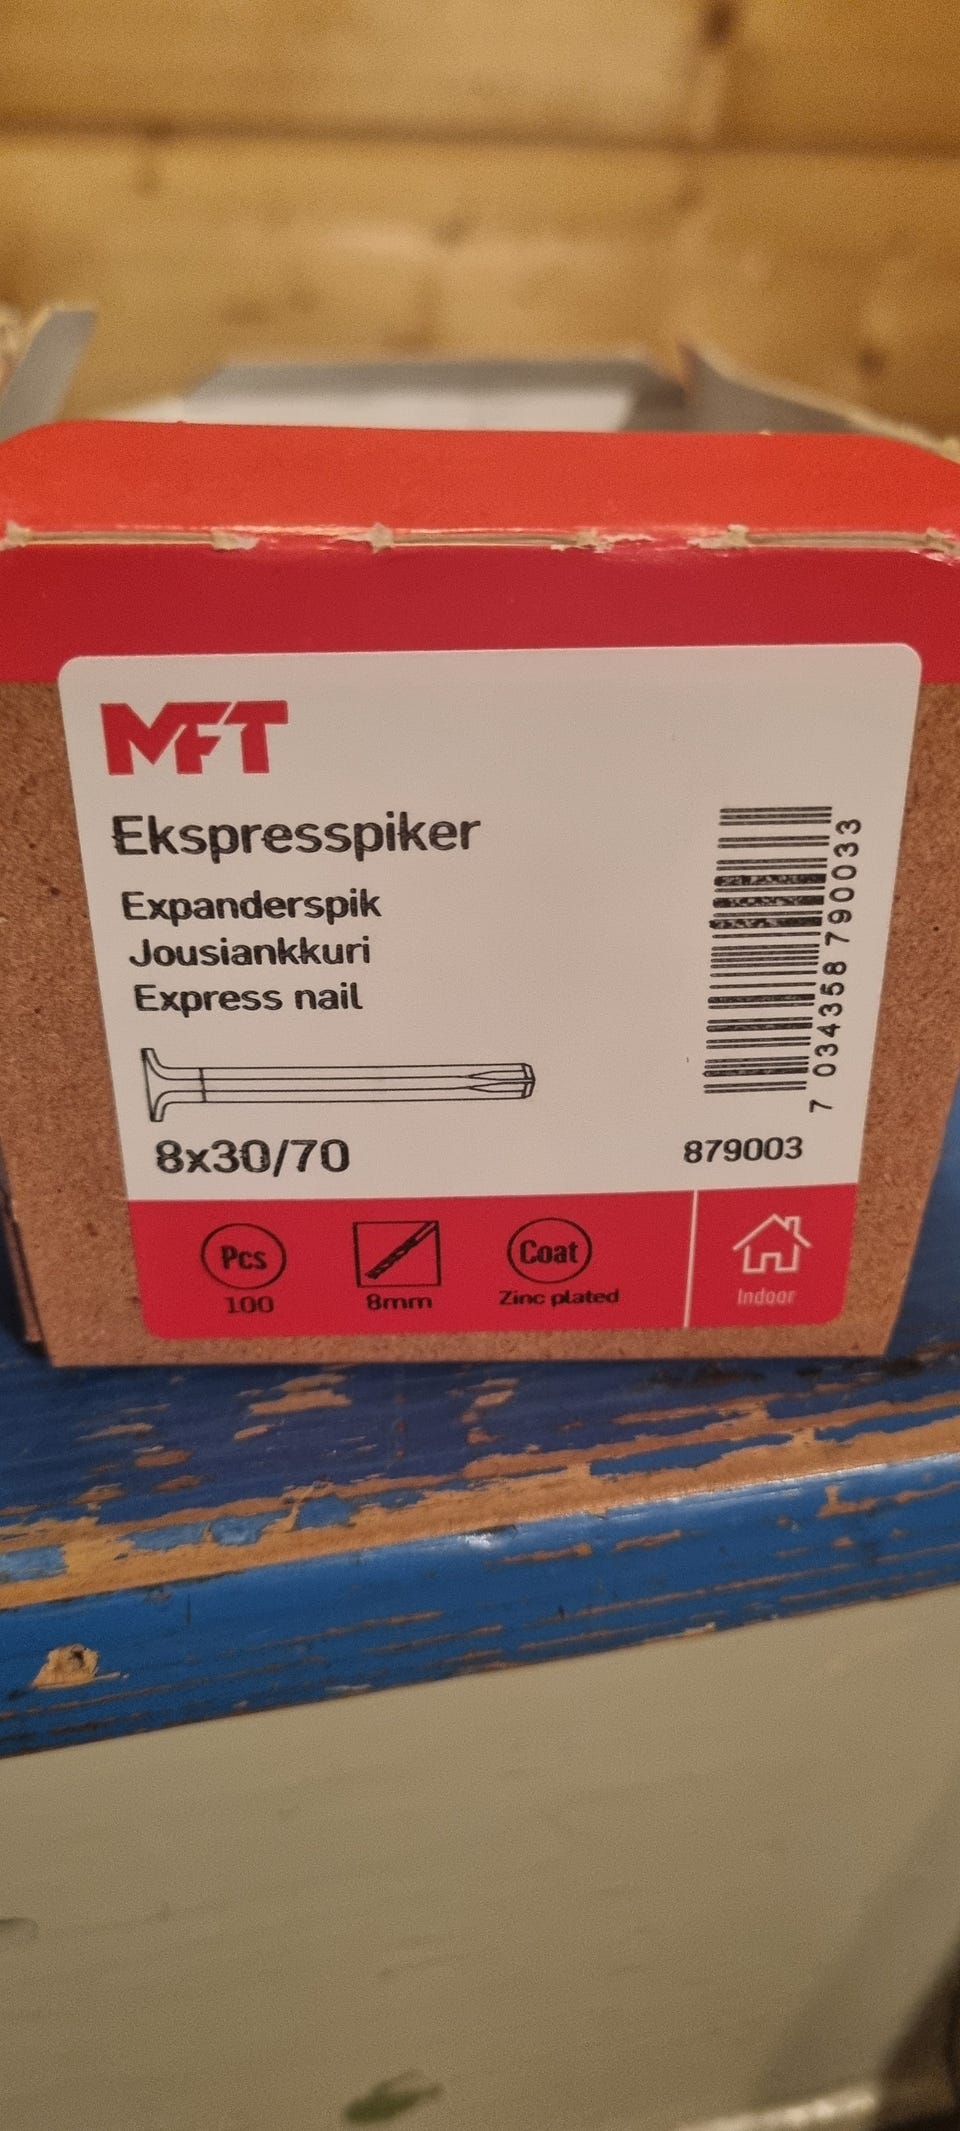 MFT
Ekspresspiker
Expanderspik
Jousiankkuri
Express nail
8x30/70
7 034358 790033
879003
Pcs
100
8mm
Coat
Zinc plated
Indoor